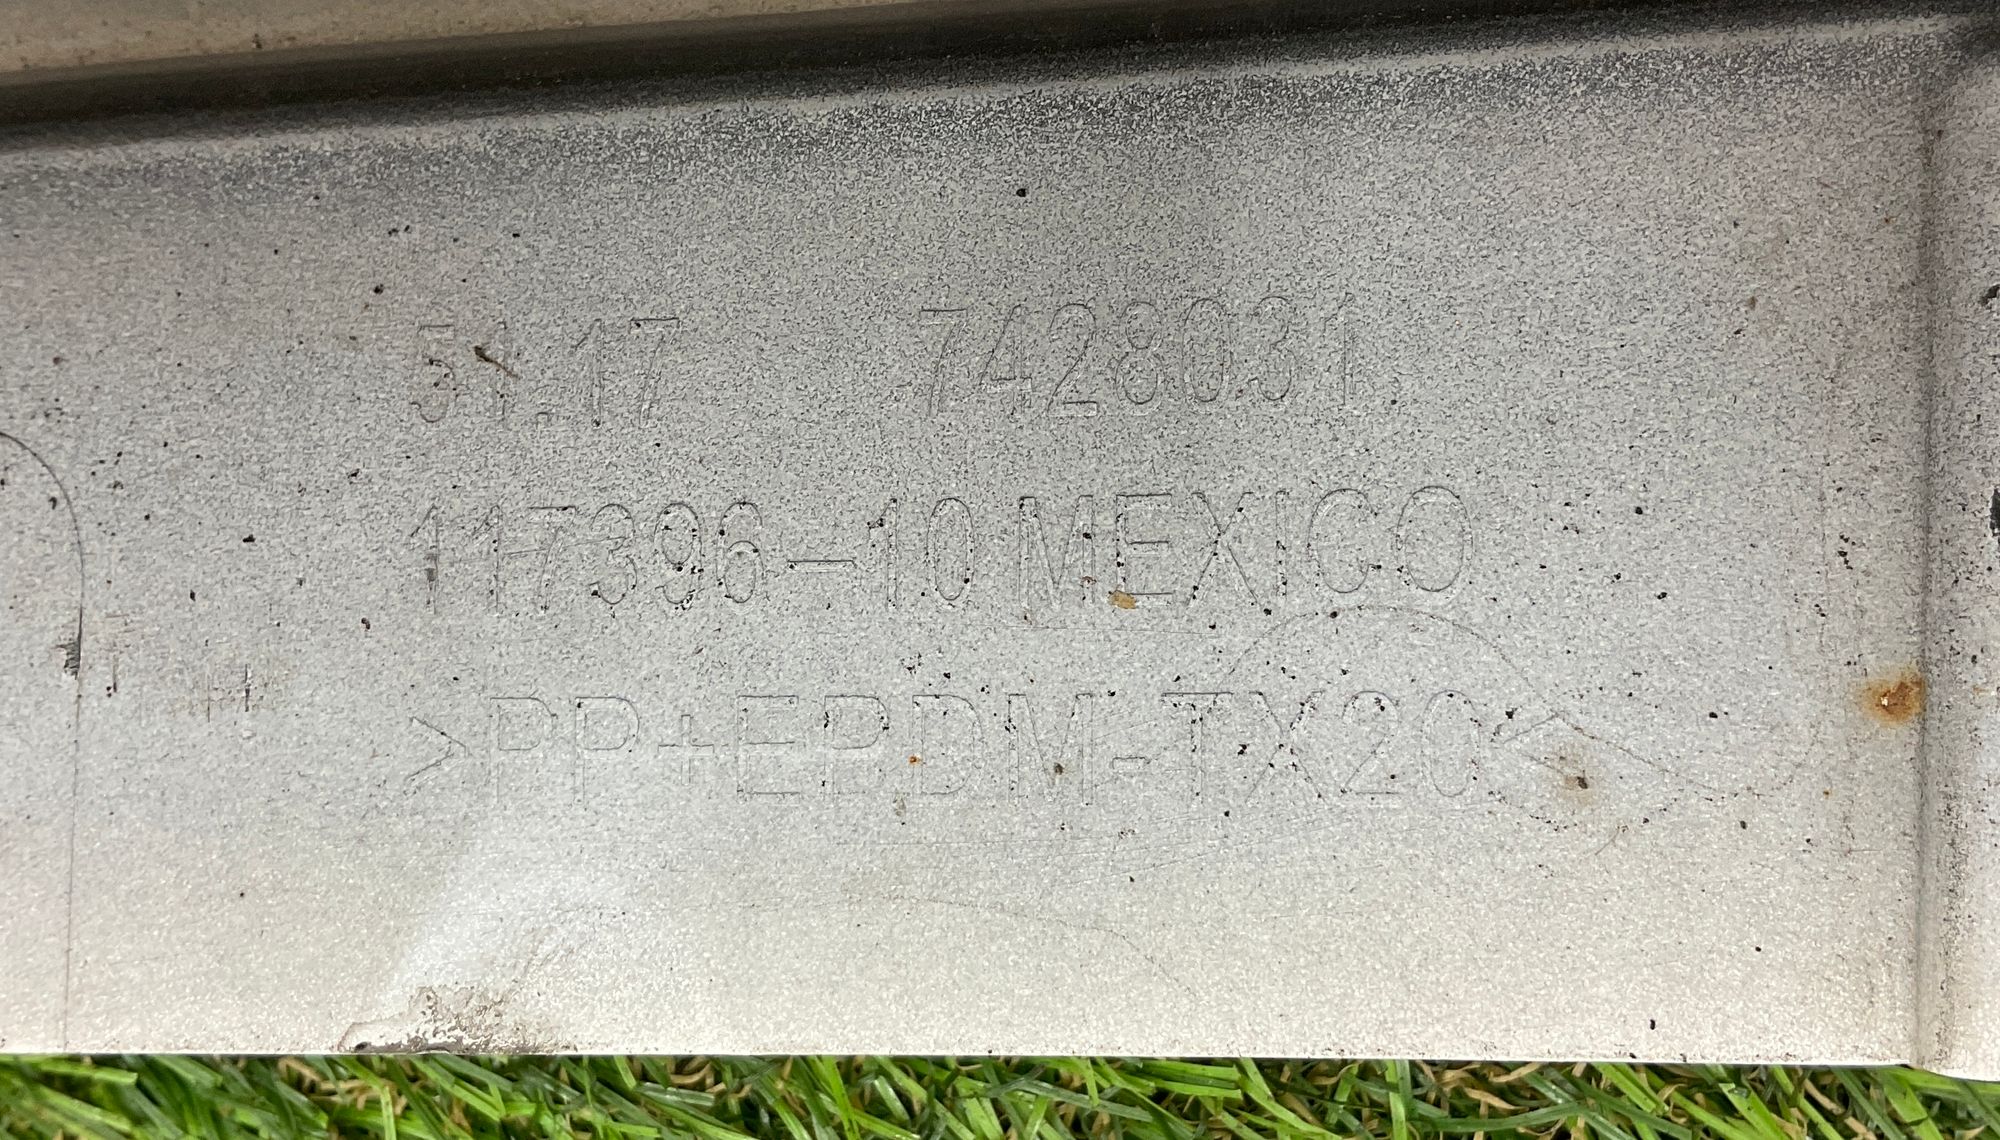 51.17 7428031
117396-10 MEXICO
>PP+EPDM-TX20<